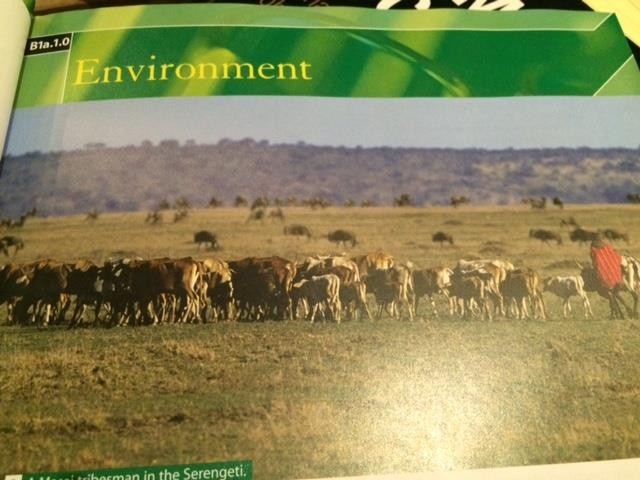 B1a.1.0
Environment
A Masai tribesman in the Serengeti.